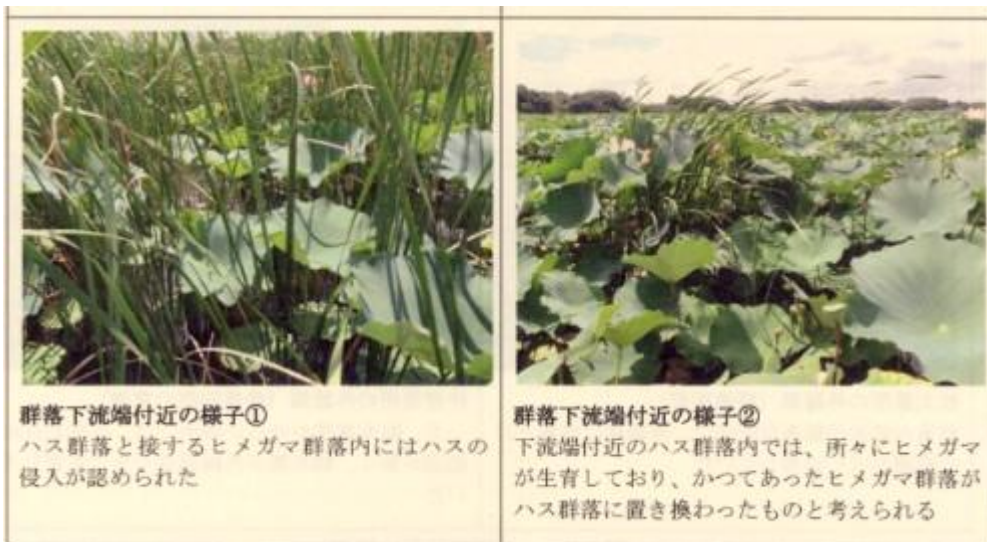 群落下流端付近の様子①
ハス群落と接するヒメガマ群落内にはハスの
侵入が認められた
群落下流端付近の様子②
下流端付近のハス群落内では、所々にヒメガマ
が生育しており、かつてあったヒメガマ群落が
ハス群落に置き換わったものと考えられる